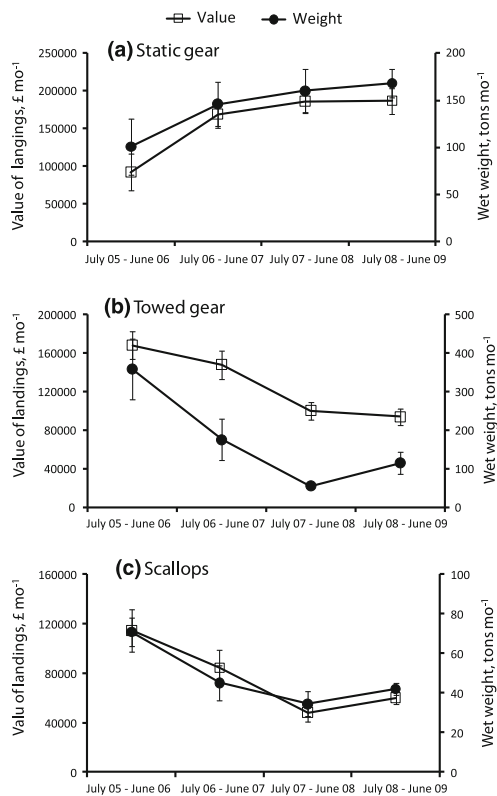 Value Weight
(a) Static gear
Value of langings, £ mo-1
250000
200000
150000
100000
50000
0
200
150
100
50
0
Wet weight, tons mo-1
July 05 - June 06 July 06 - June 07 July 07 - June 08 July 08 - June 09
(b) Towed gear
Value of landings, £ mo-1
200000
160000
120000
80000
40000
0
500
400
300
200
100
0
Wet weight, tons mo-1
July 05 - June 06 July 06 - June 07 July 07 - June 08 July 08 - June 09
(c) Scallops
Valu of landings, £ mo-1
160000
120000
80000
40000
0
100
80
60
40
20
0
Wet weight, tons mo-1
July 05 - June 06 July 06 - June 07 July 07 - June 08 July 08 - June 09